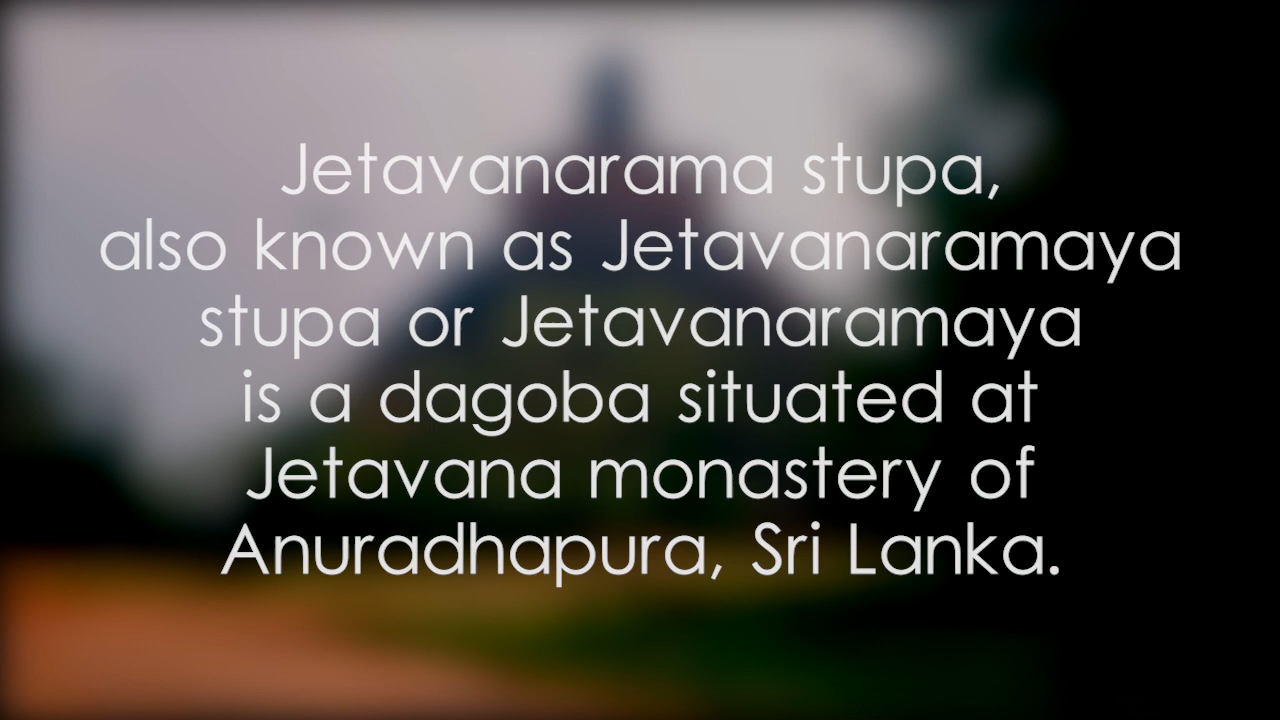 Jetavanarama stupa,
also known as Jetavanaramaya
stupa or Jetavanaramaya
is a dagoba situated at
Jetavana monastery of
Anuradhapura, Sri Lanka.